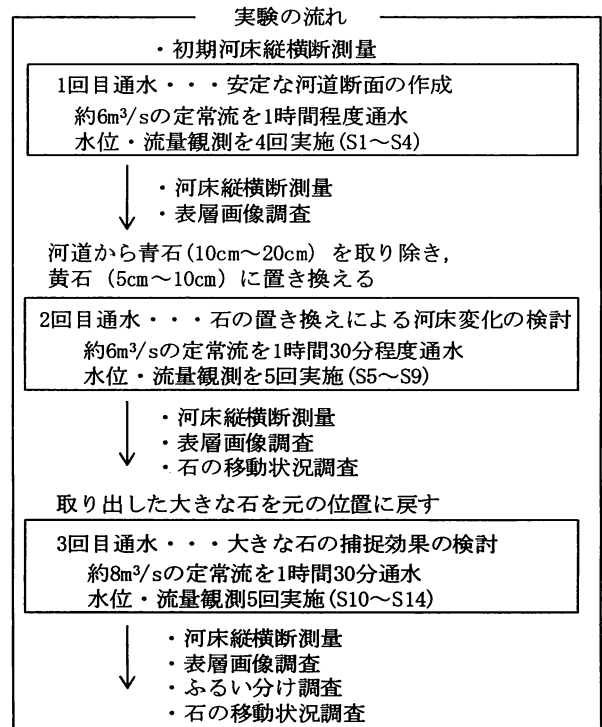 実験の流れ
・初期河床縦横断測量
1回目通水・・・安定な河道断面の作成
約6m³/sの定常流を1時間程度通水
水位・流量観測を4回実施(S1～S4)
・河床縦横断測量
・表層画像調査
河道から青石(10cm～20cm) を取り除き,
黄石 (5cm～10cm) に置き換える
2回目通水・・・石の置き換えによる河床変化の検討
約6m³/sの定常流を1時間30分程度通水
水位・流量観測を5回実施(S5～S9)
・河床縦横断測量
・表層画像調査
・石の移動状況調査
取り出した大きな石を元の位置に戻す
3回目通水・・・大きな石の捕捉効果の検討
約8m³/sの定常流を1時間30分通水
水位・流量観測5回実施(S10～S14)
・河床縦横断測量
・表層画像調査
・ふるい分け調査
・石の移動状況調査